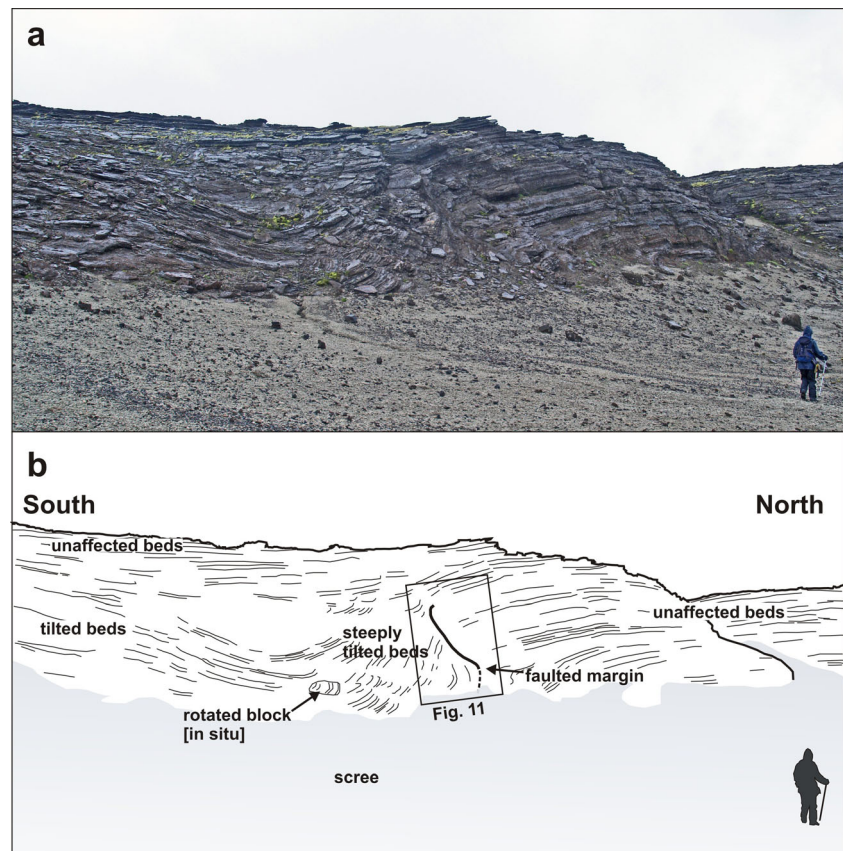 a
b
South
North
unaffected beds
unaffected beds
tilted beds
steeply
tilted beds
faulted margin
rotated block
[in situ]
Fig. 11
scree